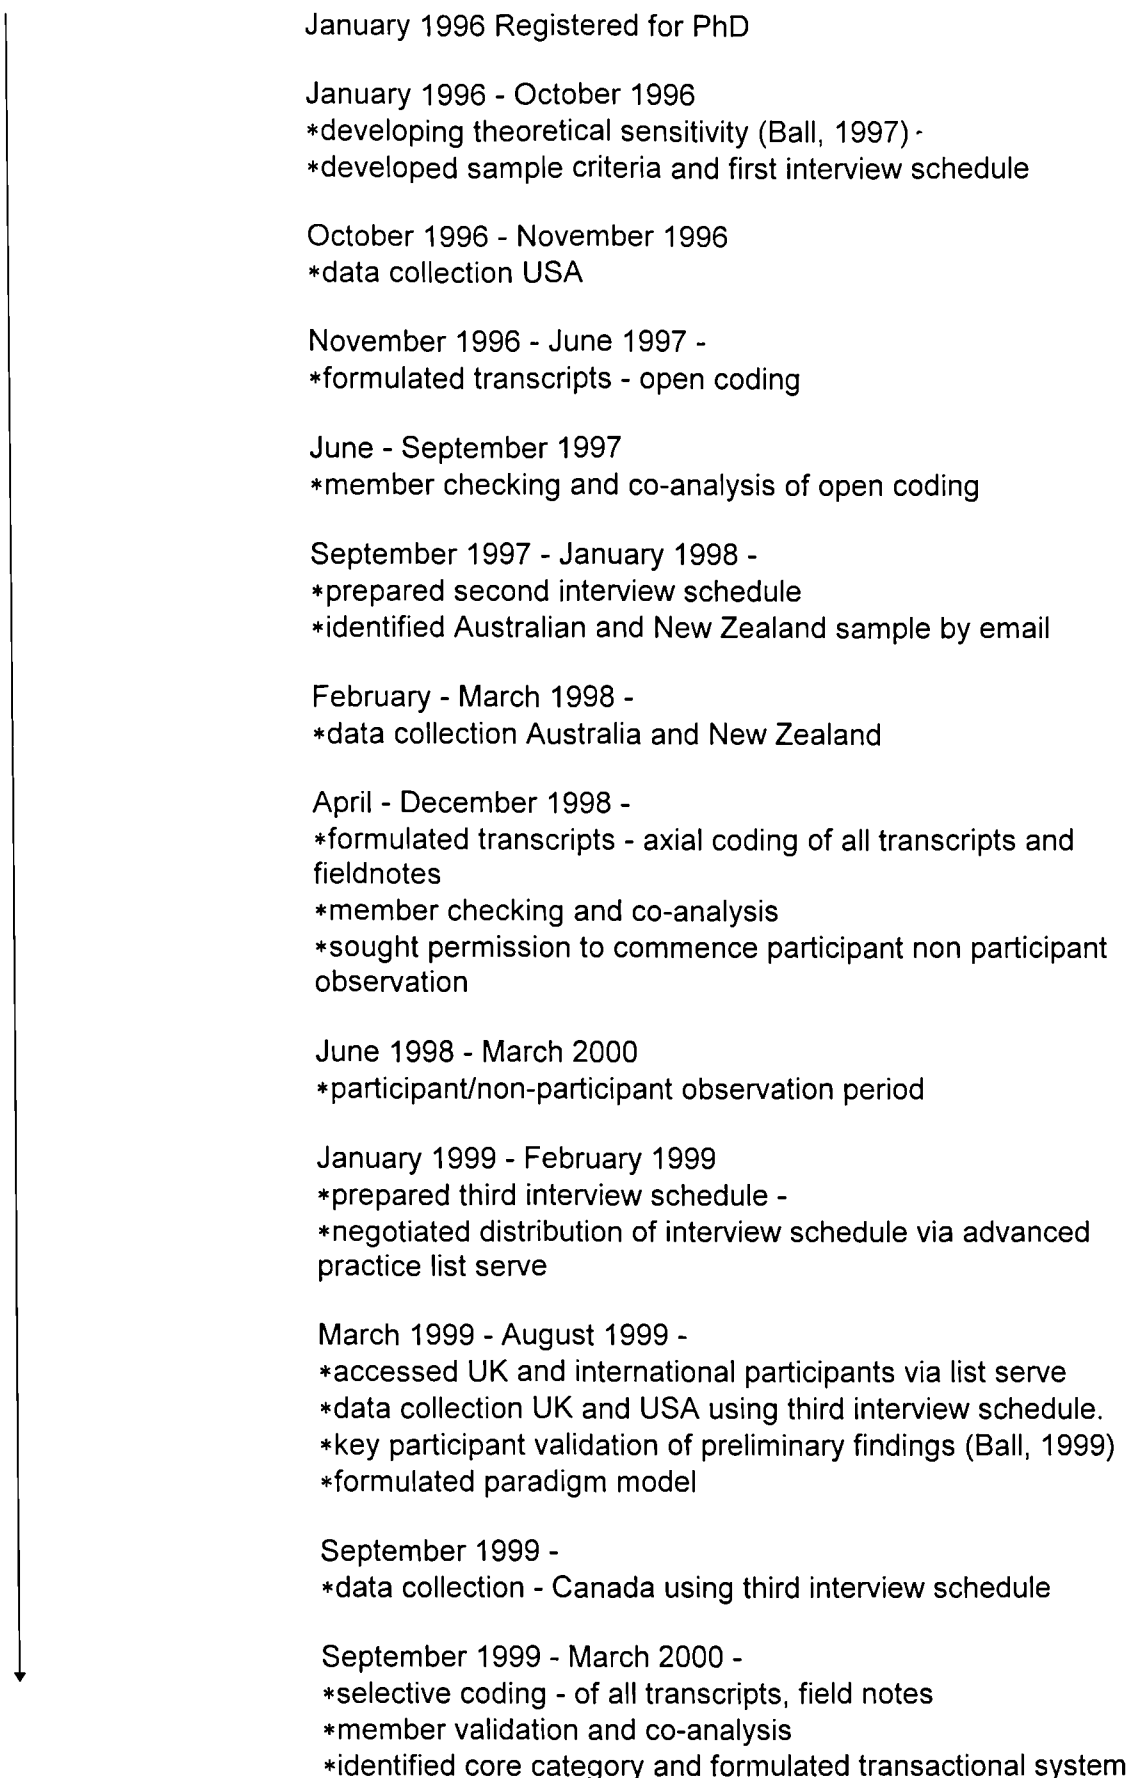 January 1996 Registered for PhD
January 1996 - October 1996
*developing theoretical sensitivity (Ball, 1997) -
*developed sample criteria and first interview schedule
October 1996 - November 1996
*data collection USA
November 1996 - June 1997 -
*formulated transcripts - open coding
June - September 1997
*member checking and co-analysis of open coding
September 1997 - January 1998 -
*prepared second interview schedule
*identified Australian and New Zealand sample by email
February - March 1998 -
*data collection Australia and New Zealand
April - December 1998 -
*formulated transcripts - axial coding of all transcripts and
fieldnotes
*member checking and co-analysis
*sought permission to commence participant non participant
observation
June 1998 - March 2000
*participant/non-participant observation period
January 1999 - February 1999
*prepared third interview schedule -
*negotiated distribution of interview schedule via advanced
practice list serve
March 1999 - August 1999 -
*accessed UK and international participants via list serve
*data collection UK and USA using third interview schedule.
*key participant validation of preliminary findings (Ball, 1999)
*formulated paradigm model
September 1999 -
*data collection - Canada using third interview schedule
September 1999 - March 2000 -
*selective coding - of all transcripts, field notes
*member validation and co-analysis
*identified core category and formulated transactional system